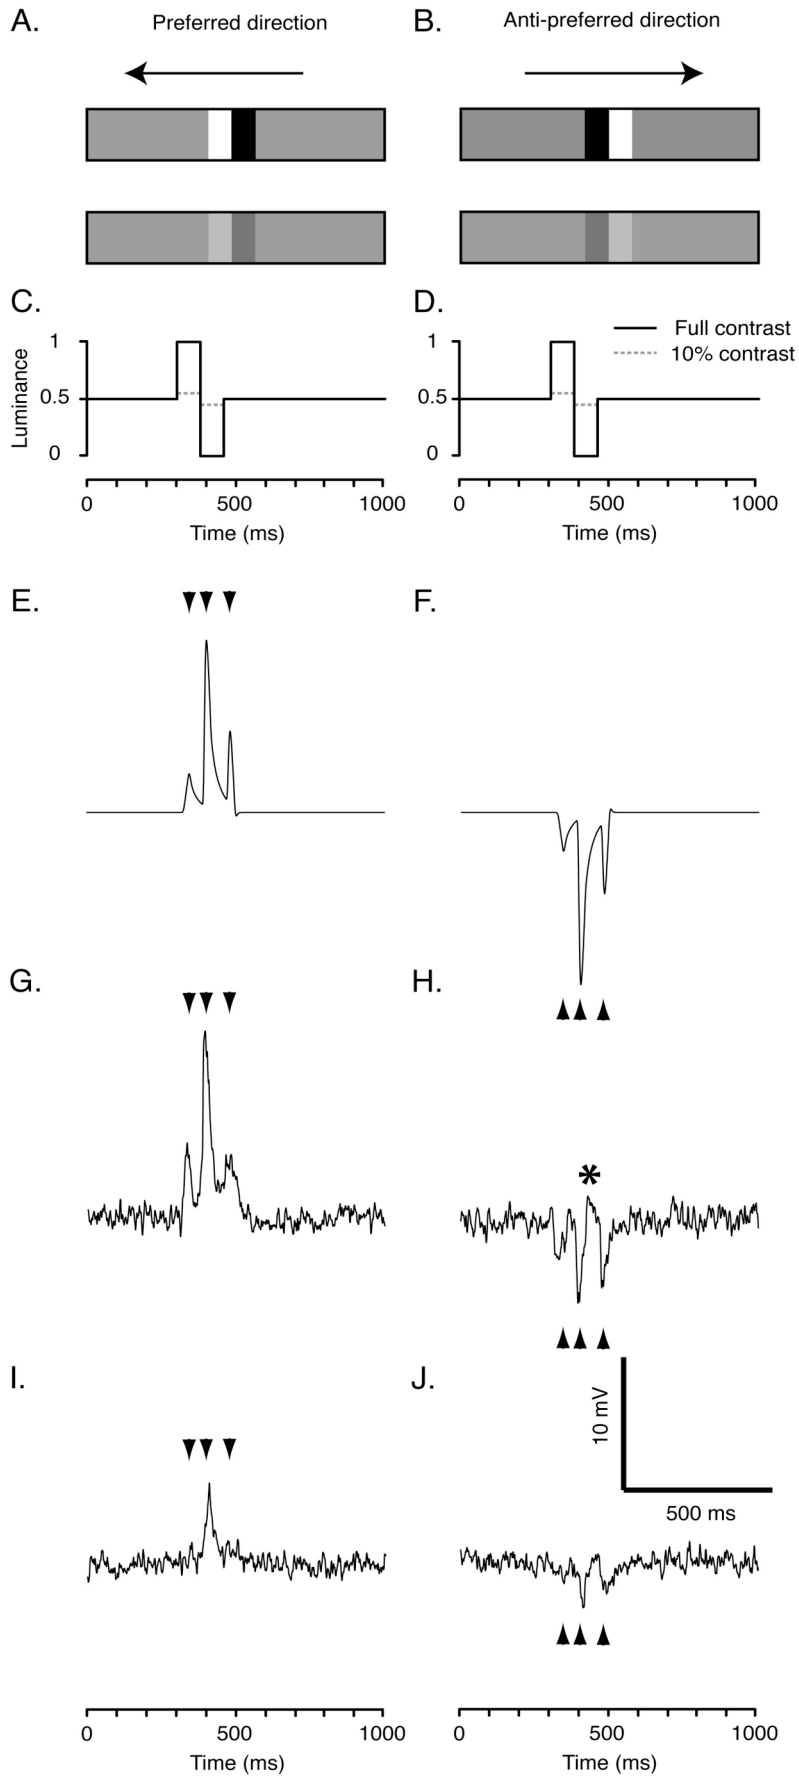 A.
Preferred direction
B.
Anti-preferred direction
C.
D.
Full contrast
10% contrast
Luminance
1
0.5
0
1
0.5
0
0 500 1000
Time (ms)
0 500 1000
Time (ms)
E.
F.
G.
H.
*
I.
J.
10 mV
500 ms
0 500 1000
Time (ms)
0 500 1000
Time (ms)